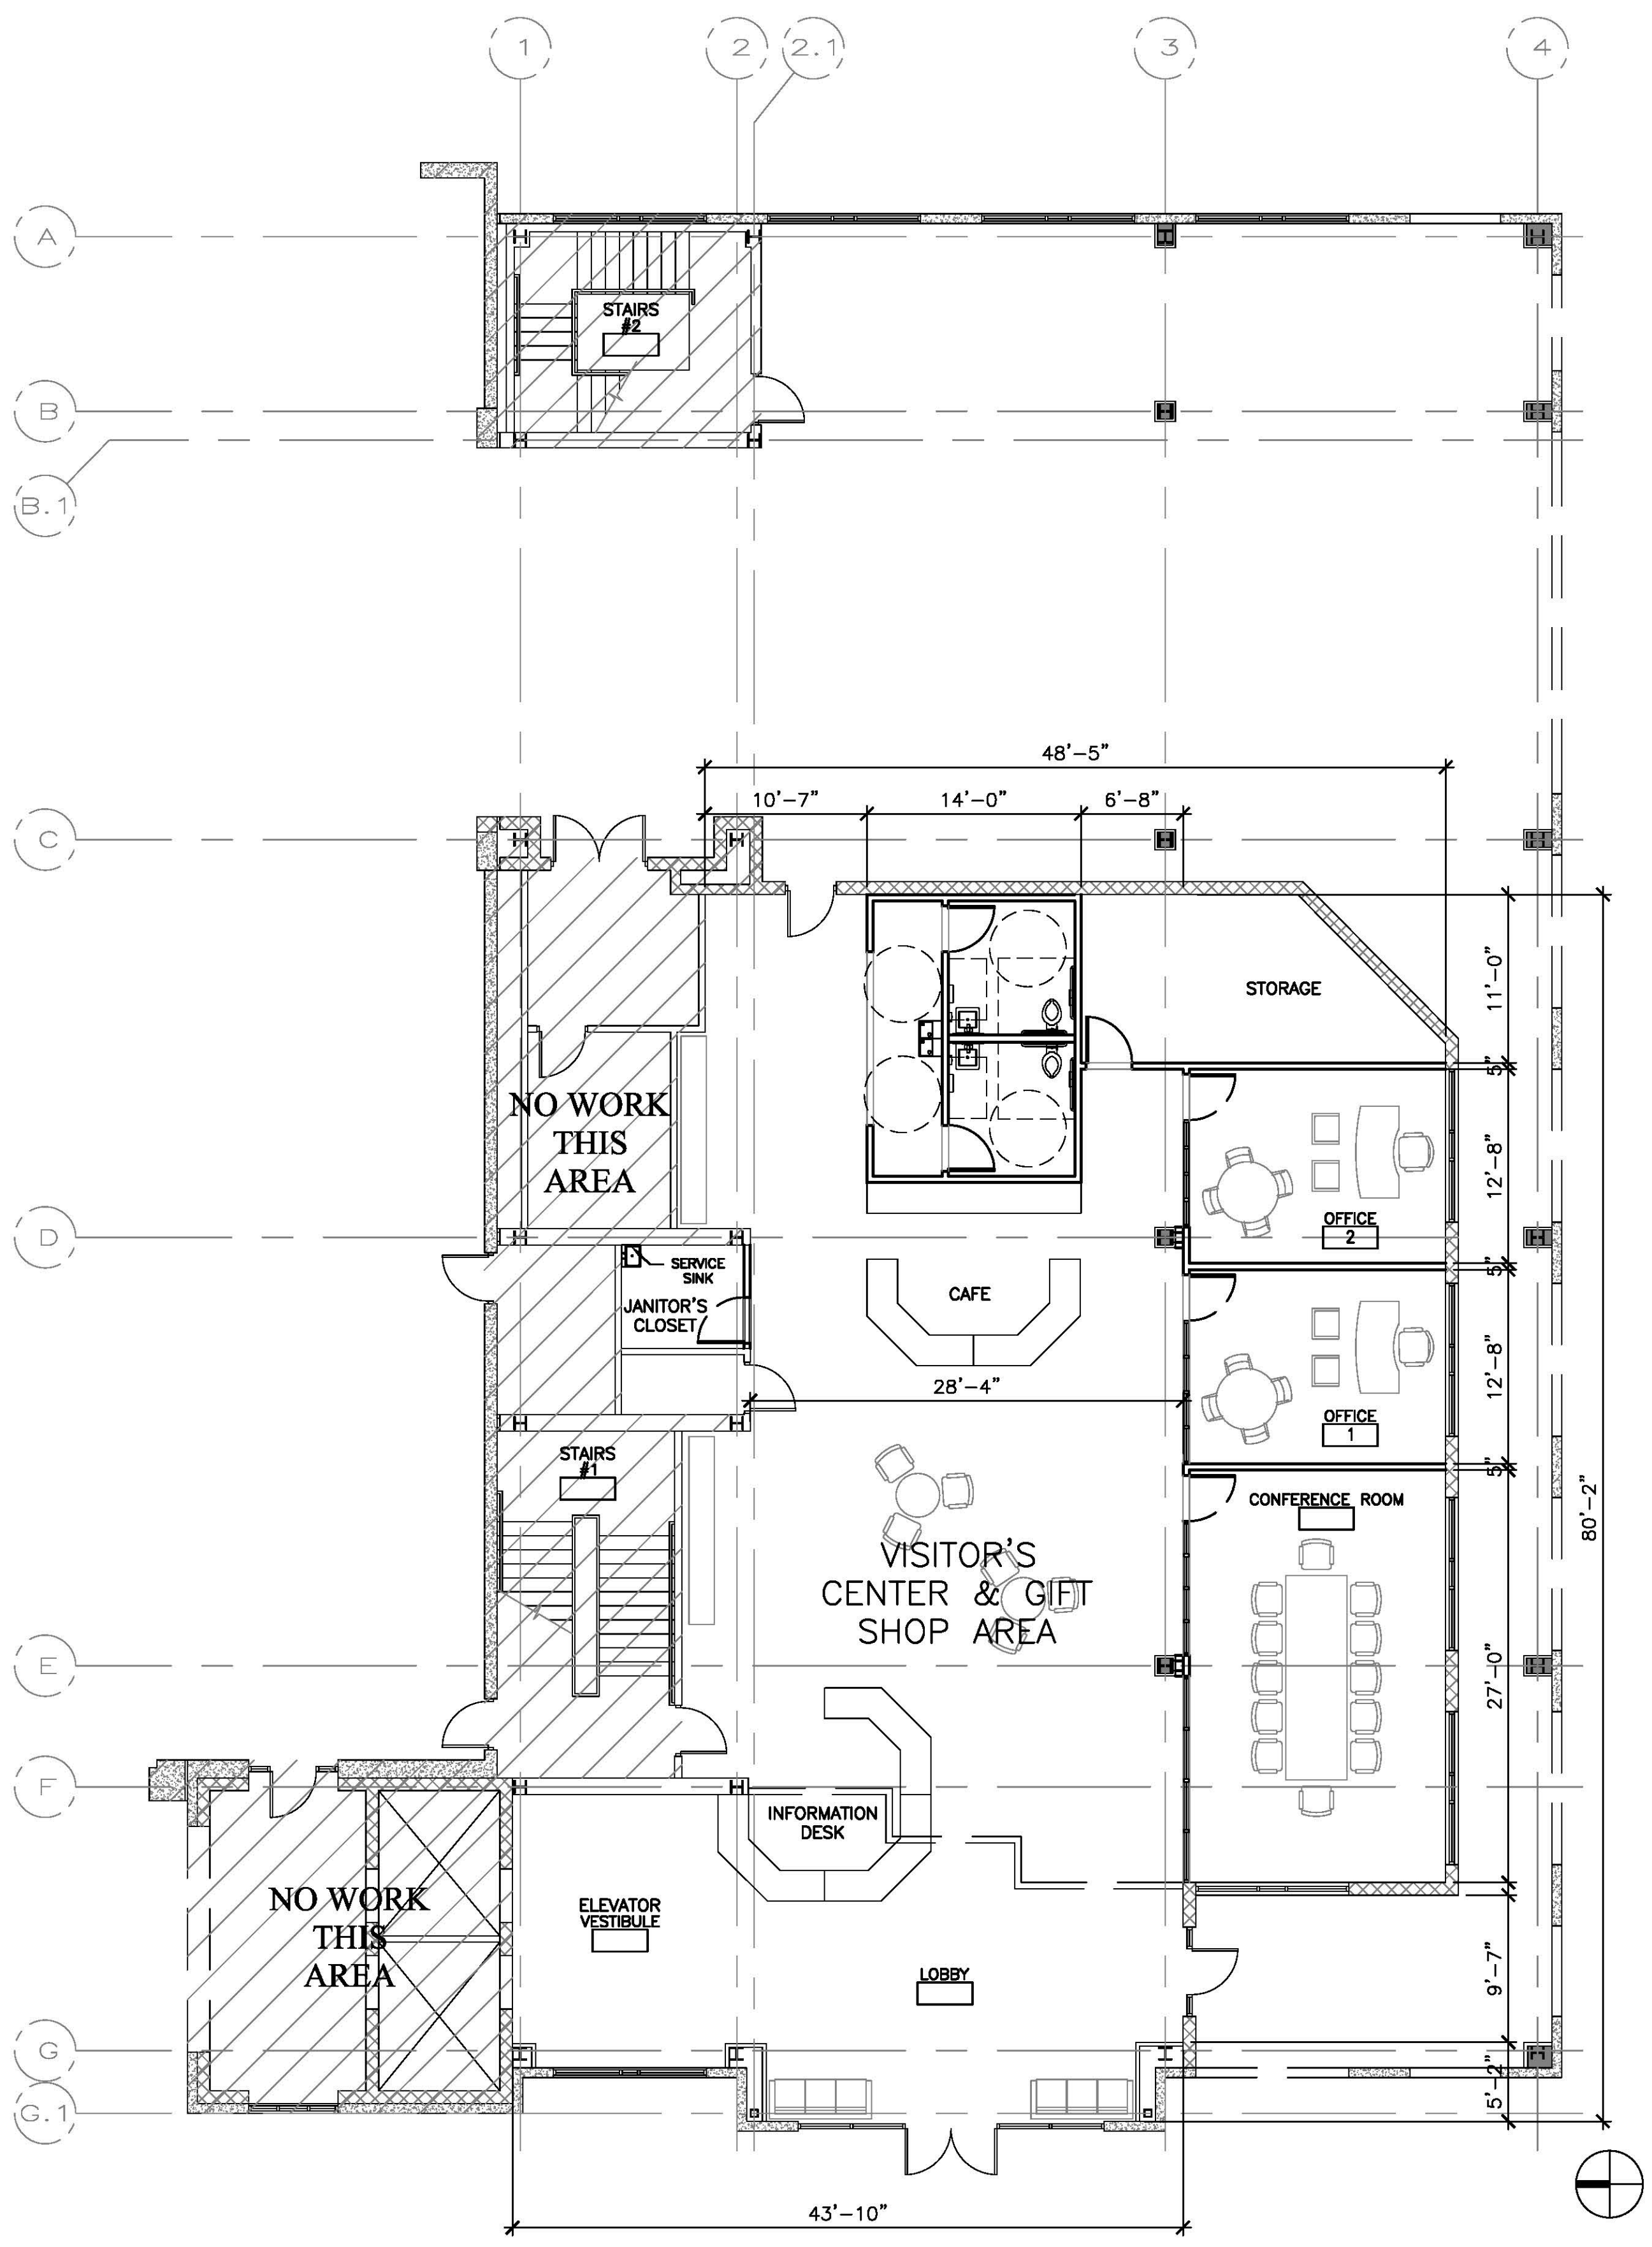 1
2
2.1
3
4
A
STAIRS
#2
B
B.1
48'-5"
10'-7"
14'-0"
6'-8"
C
STORAGE
11'-0"
5"
NO WORK
THIS
AREA
12'-8"
OFFICE
2
D
SERVICE
SINK
JANITOR'S
CLOSET
CAFE
5"
12'-8"
28'-4"
OFFICE
1
STAIRS
#1
5"
CONFERENCE ROOM
80'-2"
VISITOR'S
CENTER & GIFT
SHOP AREA
E
27'-0"
F
INFORMATION
DESK
NO WORK
THIS
AREA
ELEVATOR
VESTIBULE
LOBBY
9'-7"
G
5'-2"
G.1
43'-10"